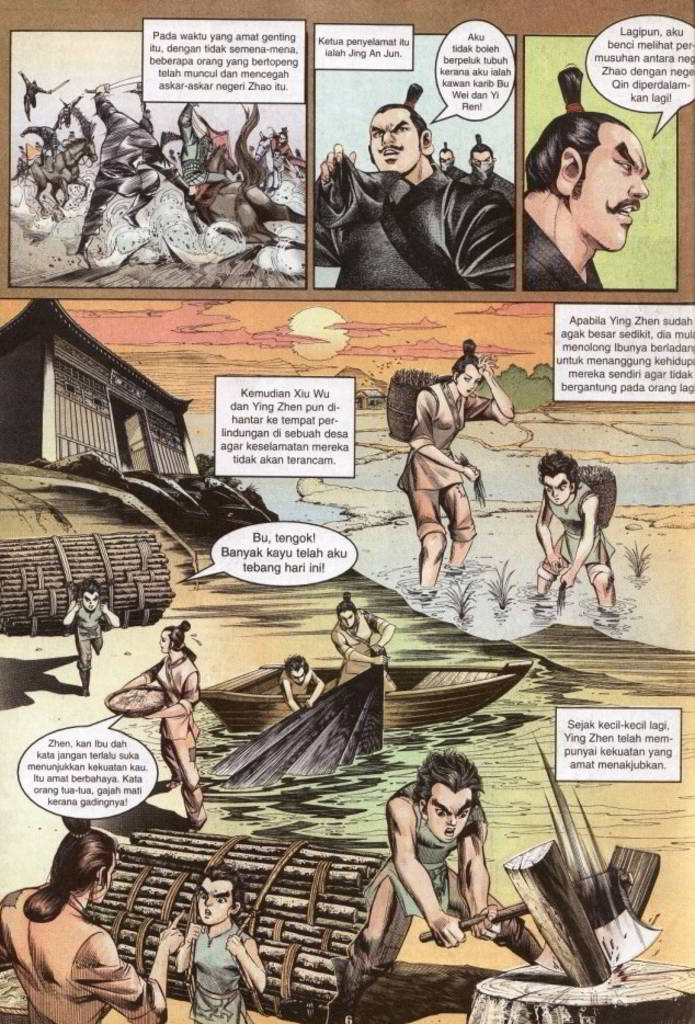 Pada waktu yang amat genting
itu, dengan tidak semena-mena,
beberapa orang yang bertopeng
telah muncul dan mencegah
askar-askar negeri Zhao itu.
Ketua penyelamat itu
ialah Jing An Jun.
Aku
tidak boleh
berpeluk tubuh
kerana aku ialah
kawan karib Bu
Wei dan Yi
Ren!
Lagipun, aku
benci melihat per-
musuhan antara neg
Zhao dengan nege
Qin diperdalam-
kan lagi!
Apabila Ying Zhen sudah
agak besar sedikit, dia mula
menolong Ibunya berladang
untuk menanggung kehidupa
mereka sendiri agar tidak
bergantung pada orang lag
Kemudian Xiu Wu
dan Ying Zhen pun di-
hantar ke tempat per-
lindungan di sebuah desa
agar keselamatan mereka
tidak akan terancam.
Bu, tengok!
Banyak kayu telah aku
tebang hari ini!
Sejak kecil-kecil lagi,
Ying Zhen telah mem-
punyai kekuatan yang
amat menakjubkan.
Zhen, kan Ibu dah
kata jangan terlalu suka
menunjukkan kekuatan kau.
Itu amat berbahaya. Kata
orang tua-tua, gajah mati
kerana gadingnya!
6